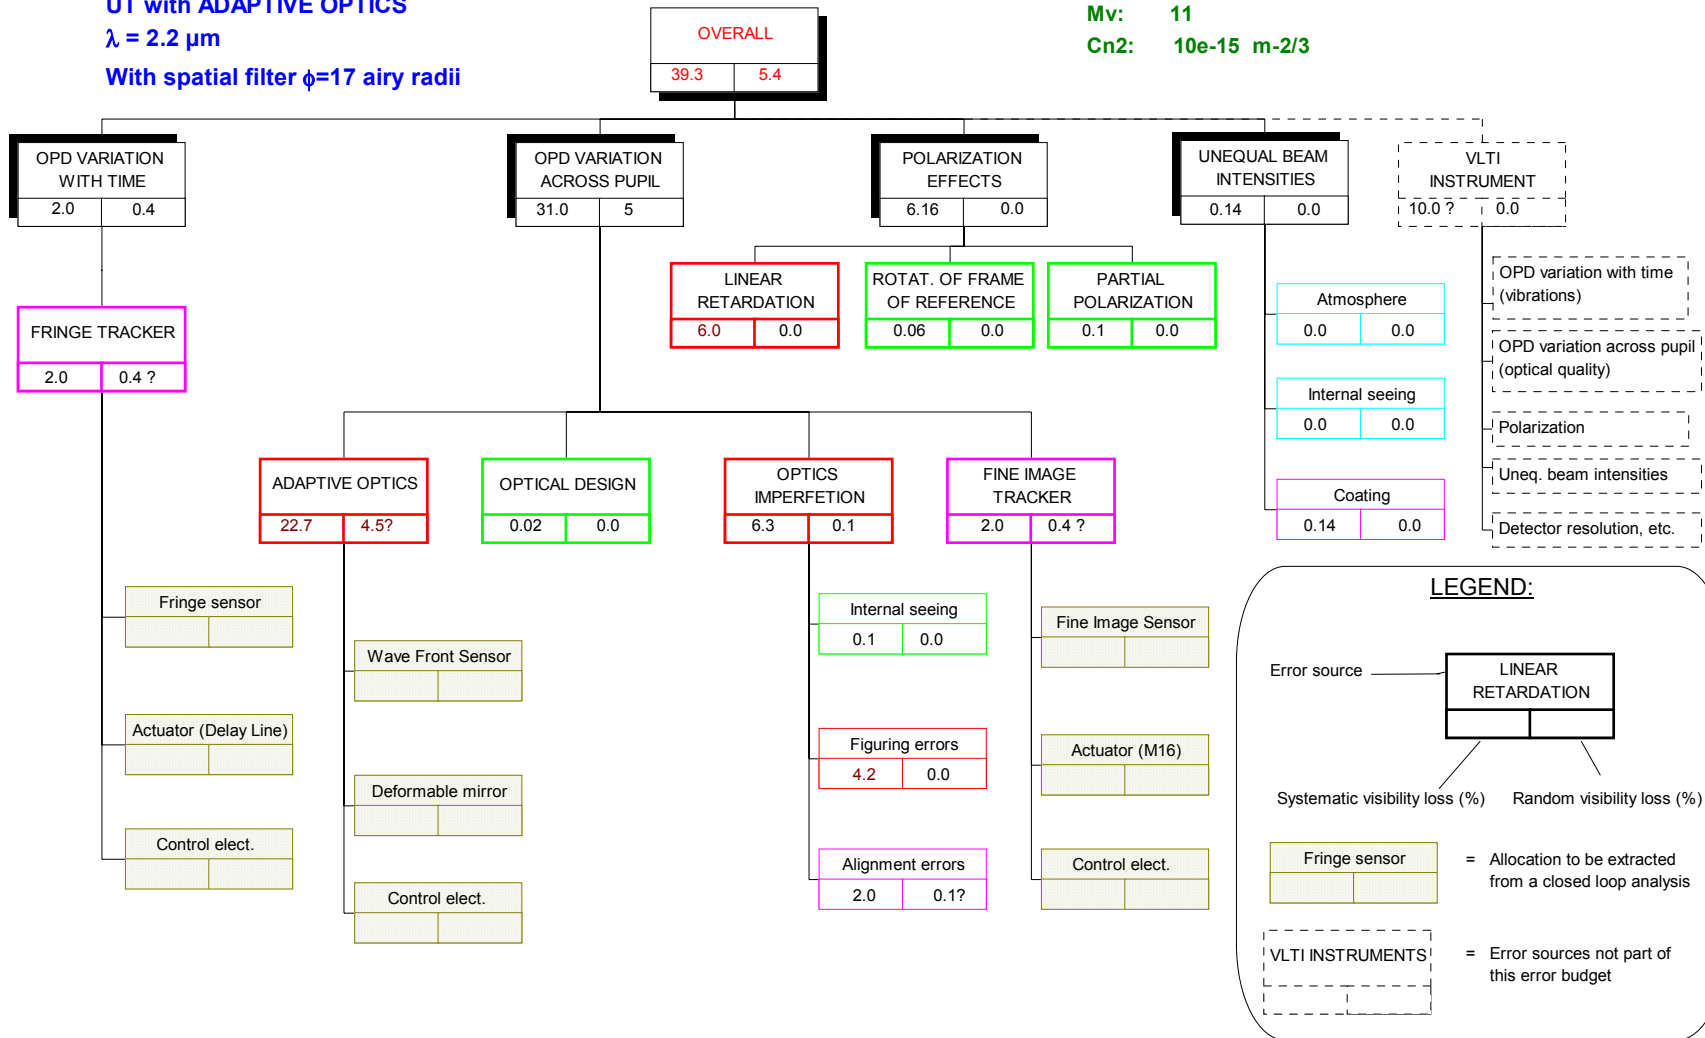 UT with ADAPTIVE OPTICS
λ = 2.2 µm
With spatial filter ϕ=17 airy radii
Mv: 11
Cn2: 10e-15 m-2/3
OVERALL
39.3 5.4
OPD VARIATION
WITH TIME
2.0 0.4
OPD VARIATION
ACROSS PUPIL
31.0 5
POLARIZATION
EFFECTS
6.16 0.0
UNEQUAL BEAM
INTENSITIES
0.14 0.0
VLTI
INSTRUMENT
10.0 ? 0.0
FRINGE TRACKER
2.0 0.4 ?
LINEAR
RETARDATION
6.0 0.0
ROTAT. OF FRAME
OF REFERENCE
0.06 0.0
PARTIAL
POLARIZATION
0.1 0.0
Atmosphere
0.0 0.0
Internal seeing
0.0 0.0
Coating
0.14 0.0
OPD variation with time
(vibrations)
OPD variation across pupil
(optical quality)
Polarization
Uneq. beam intensities
Detector resolution, etc.
ADAPTIVE OPTICS
22.7 4.5?
OPTICAL DESIGN
0.02 0.0
OPTICS
IMPERFETION
6.3 0.1
FINE IMAGE
TRACKER
2.0 0.4 ?
Fringe sensor
Actuator (Delay Line)
Control elect.
Wave Front Sensor
Deformable mirror
Control elect.
Internal seeing
0.1 0.0
Figuring errors
4.2 0.0
Alignment errors
2.0 0.1?
Fine Image Sensor
Actuator (M16)
Control elect.
LEGEND:
Error source
LINEAR
RETARDATION
Systematic visibility loss (%) Random visibility loss (%)
Fringe sensor
= Allocation to be extracted
from a closed loop analysis
VLTI INSTRUMENTS
= Error sources not part of
this error budget